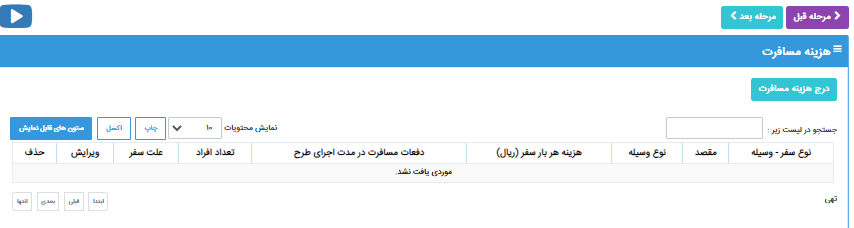 مرحله قبل
مرحله بعد
هزینه مسافرت
درج هزینه مسافرت
جستجو در لیست زیر :
نمایش محتویات ۱۰
چاپ
اکسل
ستون های قابل نمایش
نوع سفر - وسیله مقصد نوع وسیله هزینه هر بار سفر (ریال) دفعات مسافرت در مدت اجرای طرح تعداد افراد علت سفر ویرایش حذف
موردی یافت نشد.
تهی
ابتدا قبلی بعدی انتها